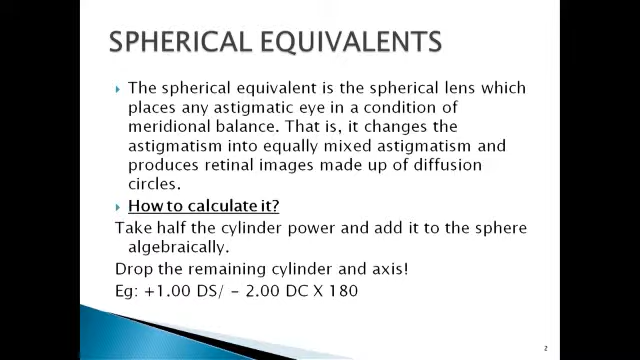 SPHERICAL EQUIVALENTS
The spherical equivalent is the spherical lens which
places any astigmatic eye in a condition of
meridional balance. That is, it changes the
astigmatism into equally mixed astigmatism and
produces retinal images made up of diffusion
circles.
How to calculate it?
Take half the cylinder power and add it to the sphere
algebraically.
Drop the remaining cylinder and axis!
Eg: +1.00 DS/ - 2.00 DC X 180
2